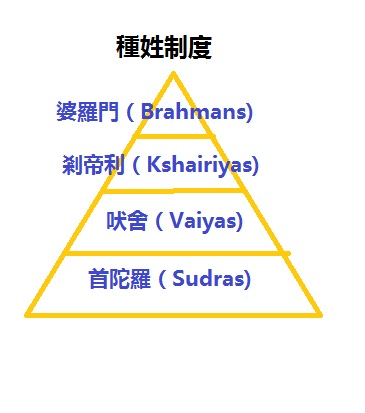 種姓制度
婆羅門 ( Brahmans)
剎帝利 ( Kshairiyas)
吠舍 ( Vaiyas)
首陀羅 ( Sudras)